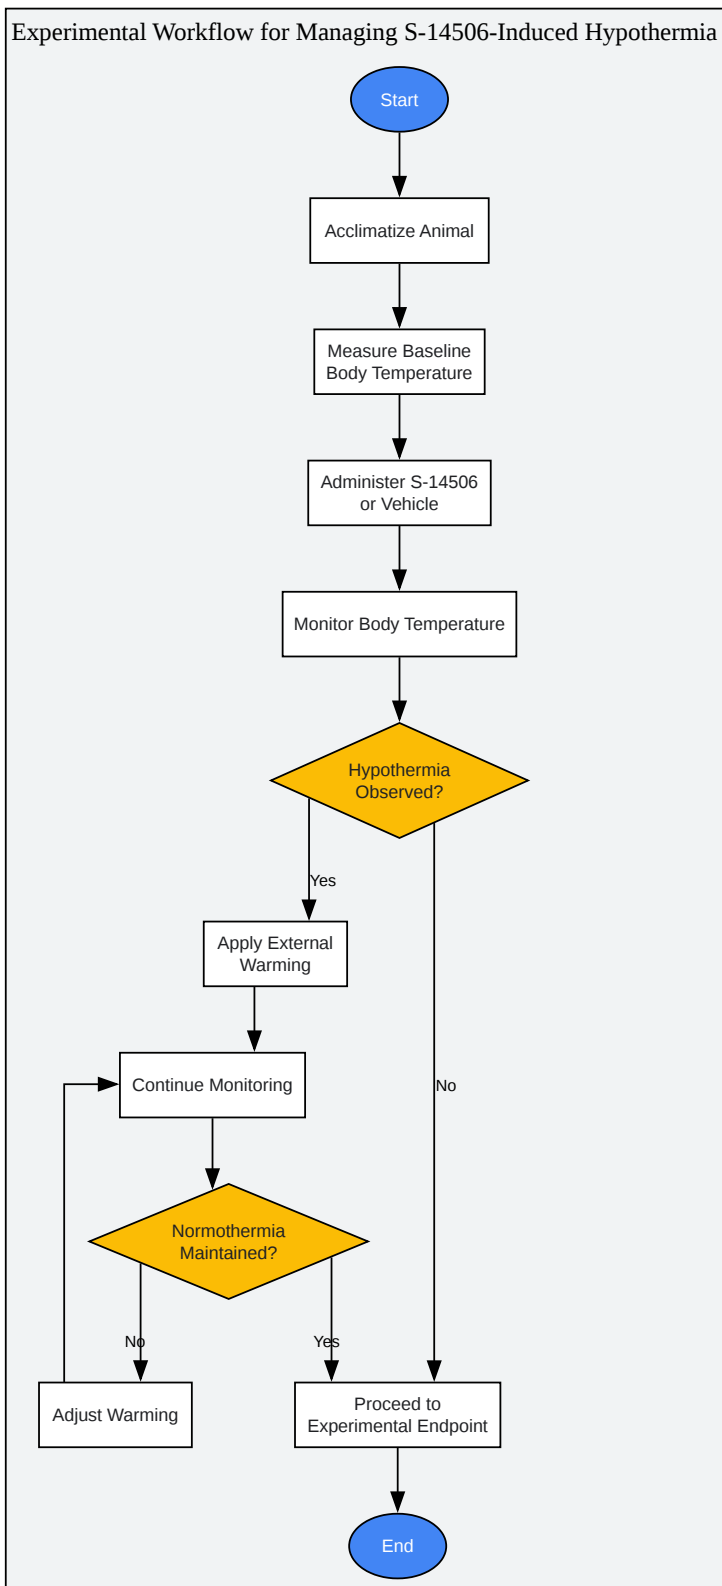 Experimental Workflow for Managing S-14506-Induced Hypothermia
Start
Acclimatize Animal
Measure Baseline
Body Temperature
Administer S-14506
or Vehicle
Monitor Body Temperature
Hypothermia
Observed?
Yes
Apply External
Warming
Continue Monitoring
No
Normothermia
Maintained?
No
Yes
Adjust Warming
Proceed to
Experimental Endpoint
End